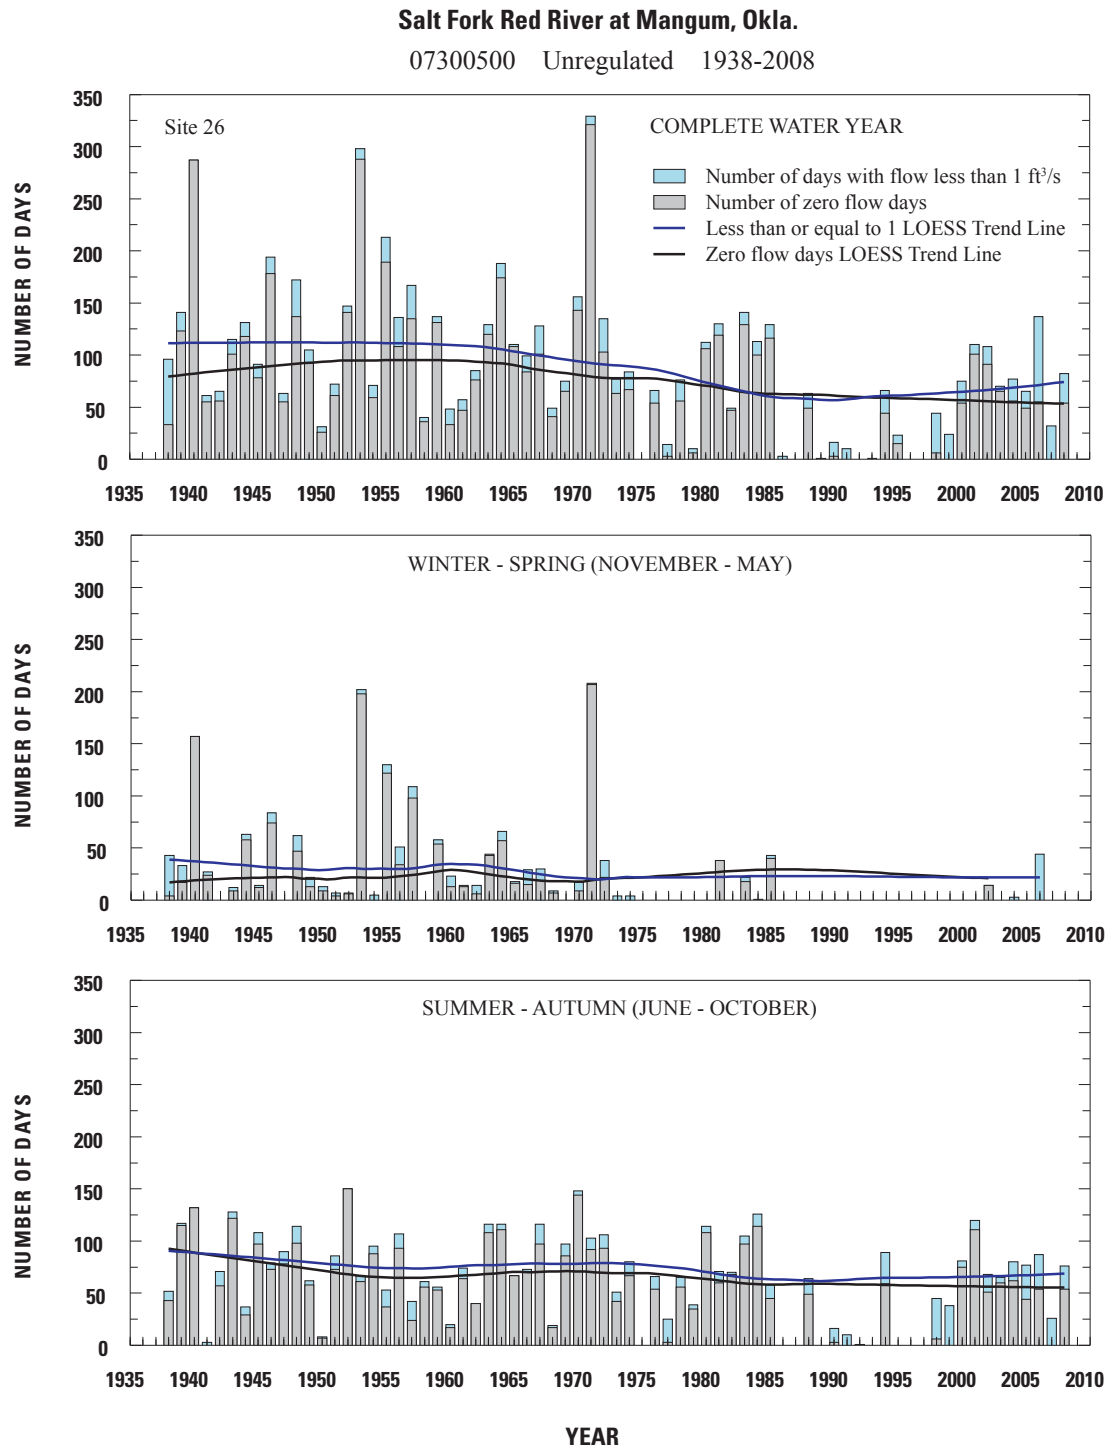 Salt Fork Red River at Mangum, Okla.
07300500 Unregulated 1938-2008
350
300
250
200
150
100
50
0
NUMBER OF DAYS
Site 26
COMPLETE WATER YEAR
Number of days with flow less than 1 ft³/s
Number of zero flow days
Less than or equal to 1 LOESS Trend Line
Zero flow days LOESS Trend Line
1935 1940 1945 1950 1955 1960 1965 1970 1975 1980 1985 1990 1995 2000 2005 2010
350
300
250
200
150
100
50
0
NUMBER OF DAYS
WINTER - SPRING (NOVEMBER - MAY)
1935 1940 1945 1950 1955 1960 1965 1970 1975 1980 1985 1990 1995 2000 2005 2010
350
300
250
200
150
100
50
0
NUMBER OF DAYS
SUMMER - AUTUMN (JUNE - OCTOBER)
1935 1940 1945 1950 1955 1960 1965 1970 1975 1980 1985 1990 1995 2000 2005 2010
YEAR